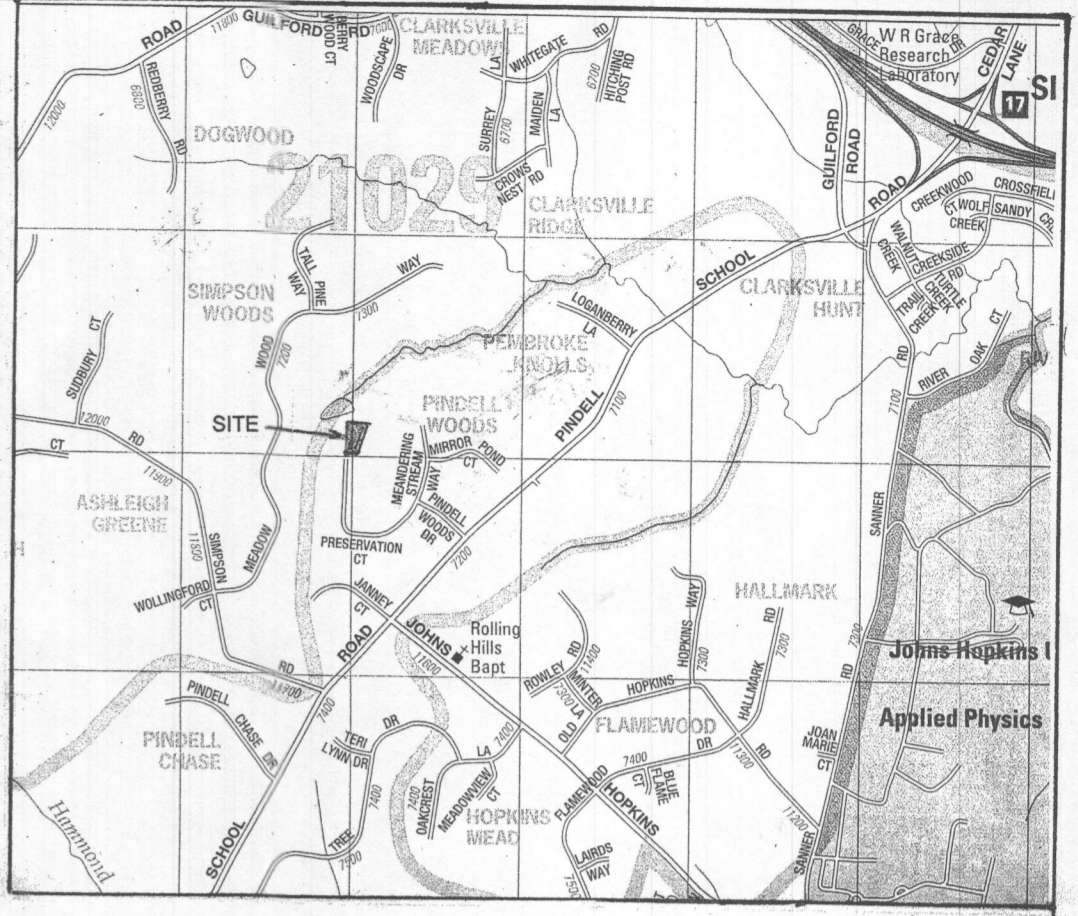 ROAD
11800
GUILFORD RD
7000
BERRY
WOOD CT
CLARKSVILLE
MEADOWS
WOODSCAPE
DR
12000
REDBERRY
6800
RD
LA
WHITEGATE
RD
6700
HITCHING
POST RD
SURREY
6700
MAIDEN
LA
CROWS
NEST RD
GRACE
DR
W R Grace
Research
Laboratory
CEDAR
LANE
17
SI
DOGWOOD
21029
CLARKSVILLE
RIDGE
GUILFORD
ROAD
ROAD
CREEKWOOD
CROSSFIEL
CT
WOLF
CREEK
SANDY
CR
WALNUT
CREEK
CREEKSIDE
RD
TURTLE
CREEK
TRAIL
CREEK
TALL
PINE
WAY
WAY
7300
SIMPSON
WOODS
WOOD
7200
SCHOOL
CLARKSVILLE
HUNT
LOGANBERRY
LA
PEMBROKE
KNOLLS
SUDBURY
CT
RIVER
OAK
CT
RIV
RD
7100
PINDELL
7100
PINDELL
WOODS
SITE
12000
RD
CT
11900
MEANDERING
STREAM
WAY
MIRROR
POND
CT
PINDELL
WOODS
DR
ASHLEIGH
GREENE
H
11800
SIMPSON
MEADOW
PRESERVATION
CT
7200
SANNER
WOLLINGFORD
CT
JANNEY
CT
JOHNS
11600
Rolling
Hills
Bapt
ROAD
HALLMARK
HOPKINS
WAY
7300
RD
7300
HALLMARK
7200
RD
Johns Hopkins U
RD
11700
7400
ROWLEY
RD
11400
MINTER
7300
LA
OLD
HOPKINS
PINDELL
CHASE
DR
PINDELL
CHASE
TERI
LYNN DR
DR
LA
7400
FLAMEWOOD
DR
7400
RD
11300
Applied Physics
JOAN
MARIE
CT
7400
OAKCREST
7400
MEADOWVIEW
CT
FLAMEWOOD
BLUE
FLAME
CT
HOPKINS
HOPKINS
MEAD
11200
SANNER
Hammond
SCHOOL
TREE
7500
LAIRDS
WAY
7500